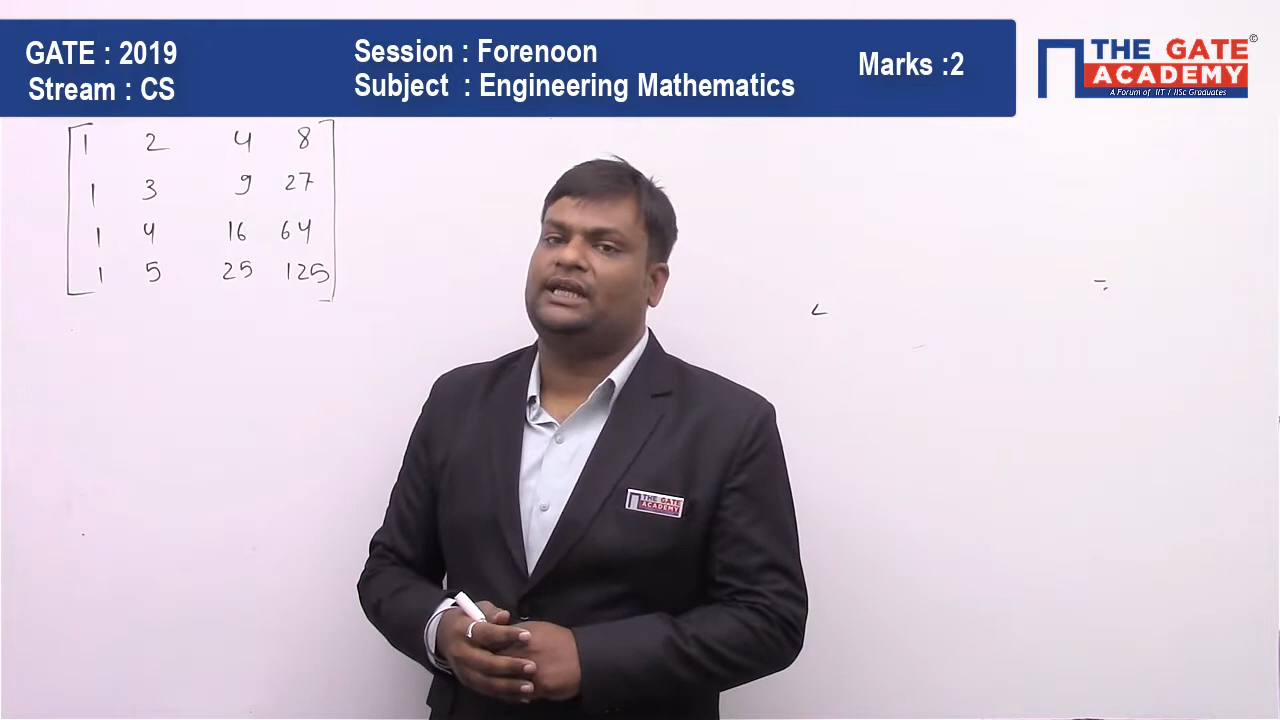 GATE : 2019
Stream : CS
Session : Forenoon
Subject : Engineering Mathematics
Marks :2
THE GATE
ACADEMY
©
A Forum of IIT / IISc Graduates
1 2 4 8
1 3 9 27
1 4 16 64
1 5 25 125
THE GATE
ACADEMY